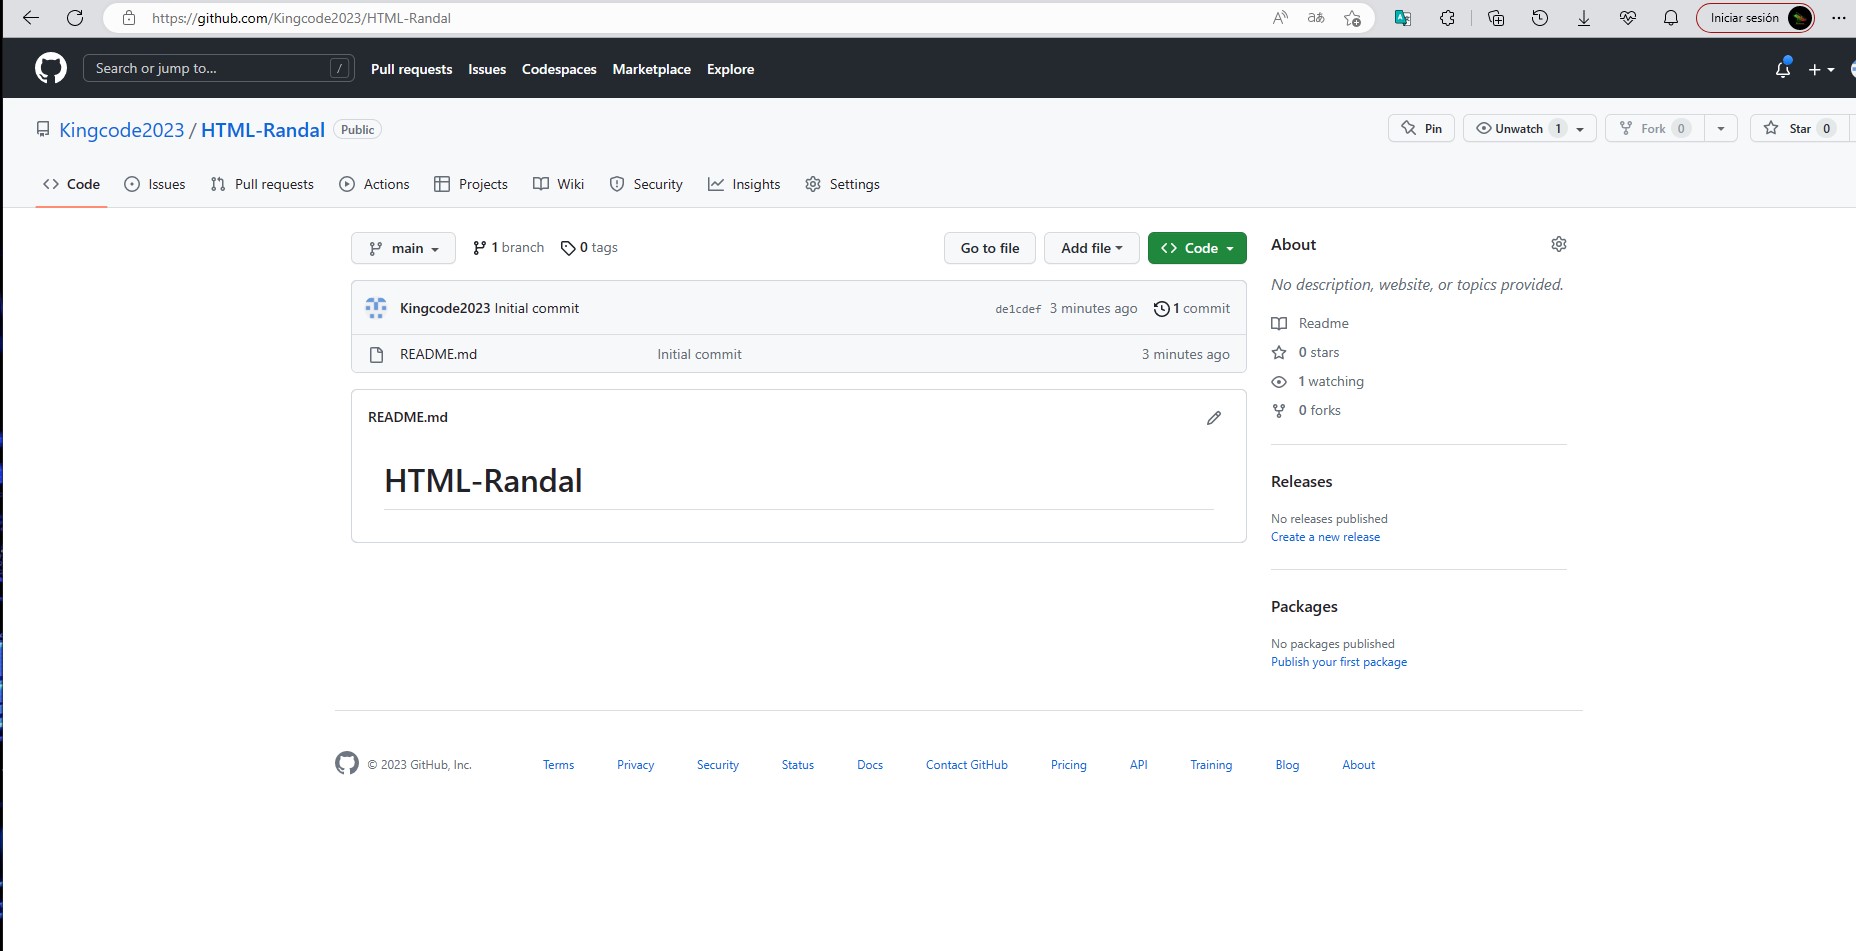 https://github.com/Kingcode2023/HTML-Randal
Iniciar sesión
Search or jump to...
/
Pull requests
Issues
Codespaces
Marketplace
Explore
Kingcode2023 / HTML-Randal
Public
Pin
Unwatch 1
Fork 0
Star 0
Code
Issues
Pull requests
Actions
Projects
Wiki
Security
Insights
Settings
main
1 branch
0 tags
Go to file
Add file
Code
Kingcode2023 Initial commit
de1cdef 3 minutes ago
1 commit
README.md
Initial commit
3 minutes ago
README.md
HTML-Randal
About
No description, website, or topics provided.
Readme
0 stars
1 watching
0 forks
Releases
No releases published
Create a new release
Packages
No packages published
Publish your first package
© 2023 GitHub, Inc.
Terms
Privacy
Security
Status
Docs
Contact GitHub
Pricing
API
Training
Blog
About